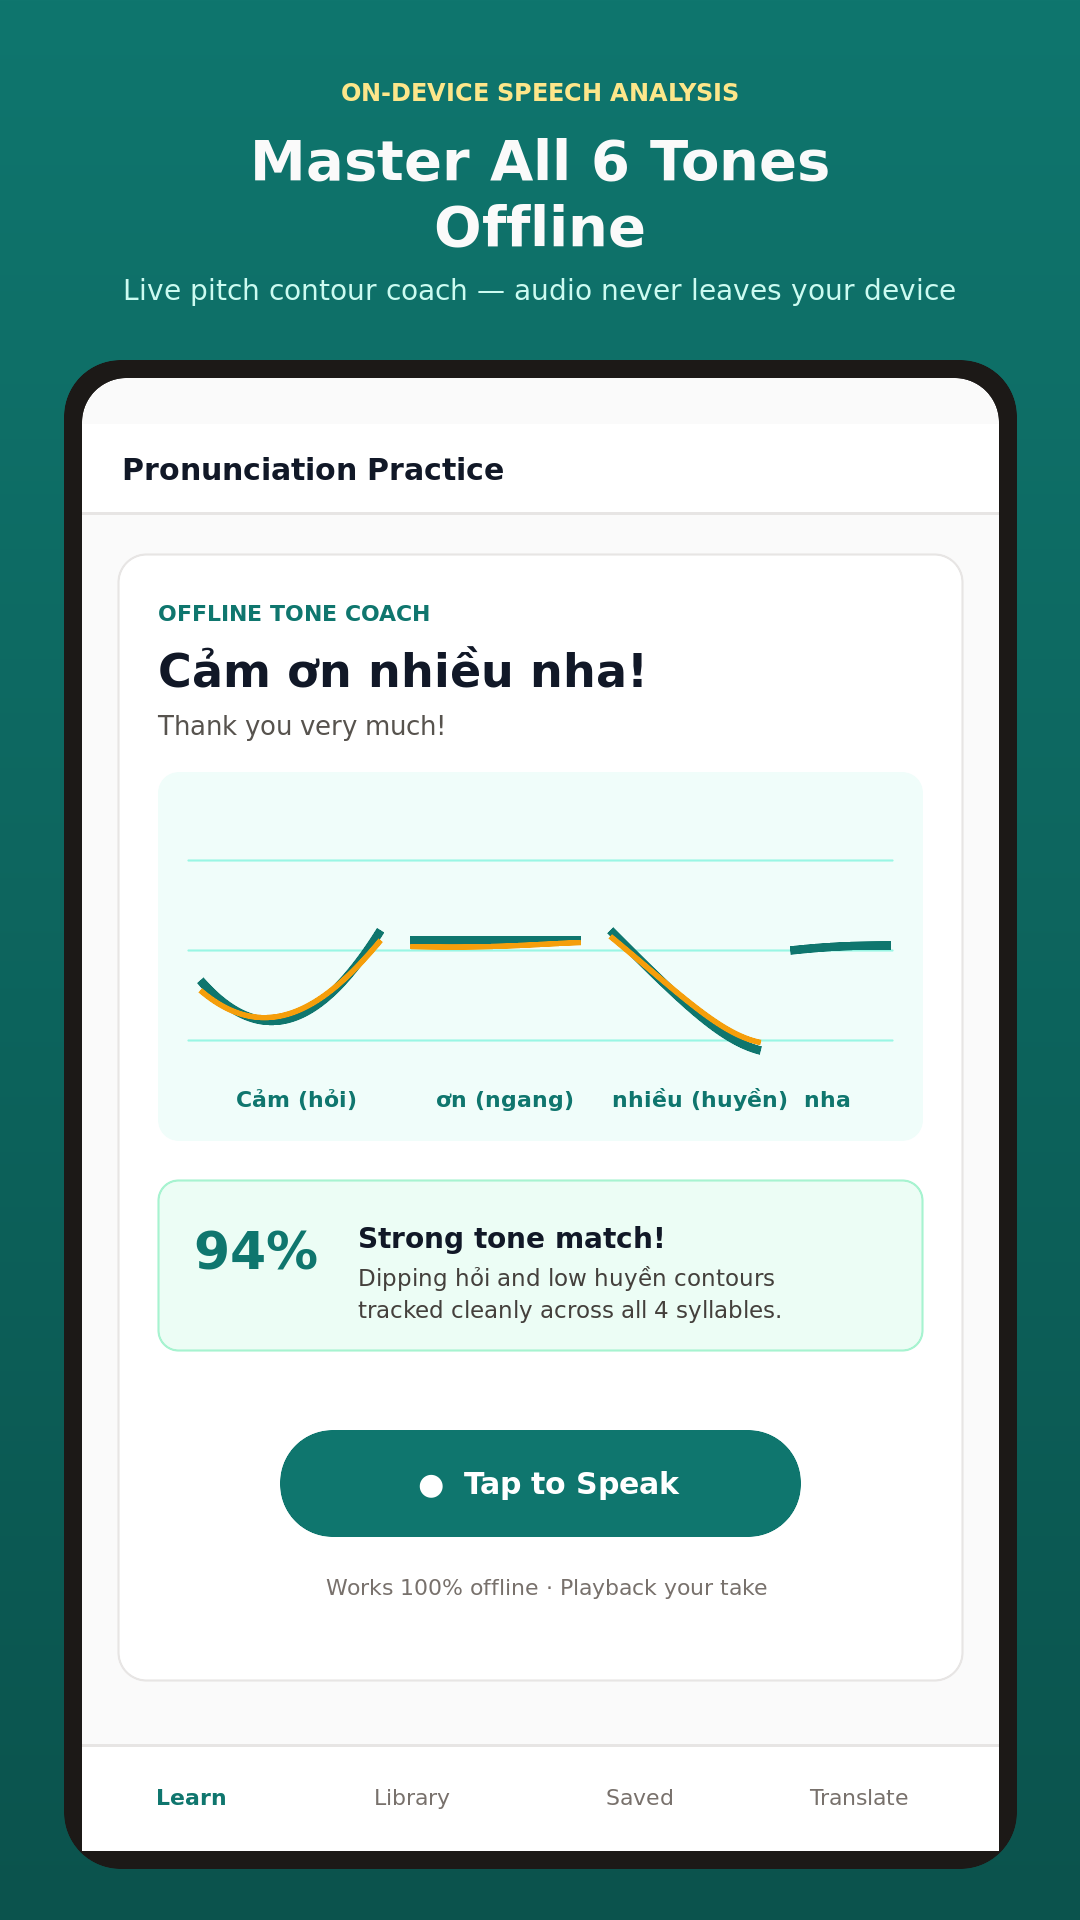 ON-DEVICE SPEECH ANALYSIS
Master All 6 Tones
Offline
Live pitch contour coach — audio never leaves your device
Pronunciation Practice
OFFLINE TONE COACH
Cảm ơn nhiều nha!
Thank you very much!
Cảm (hỏi) ơn (ngang) nhiều (huyền) nha
94%
Strong tone match!
Dipping hỏi and low huyền contours
tracked cleanly across all 4 syllables.
● Tap to Speak
Works 100% offline · Playback your take
Learn Library Saved Translate